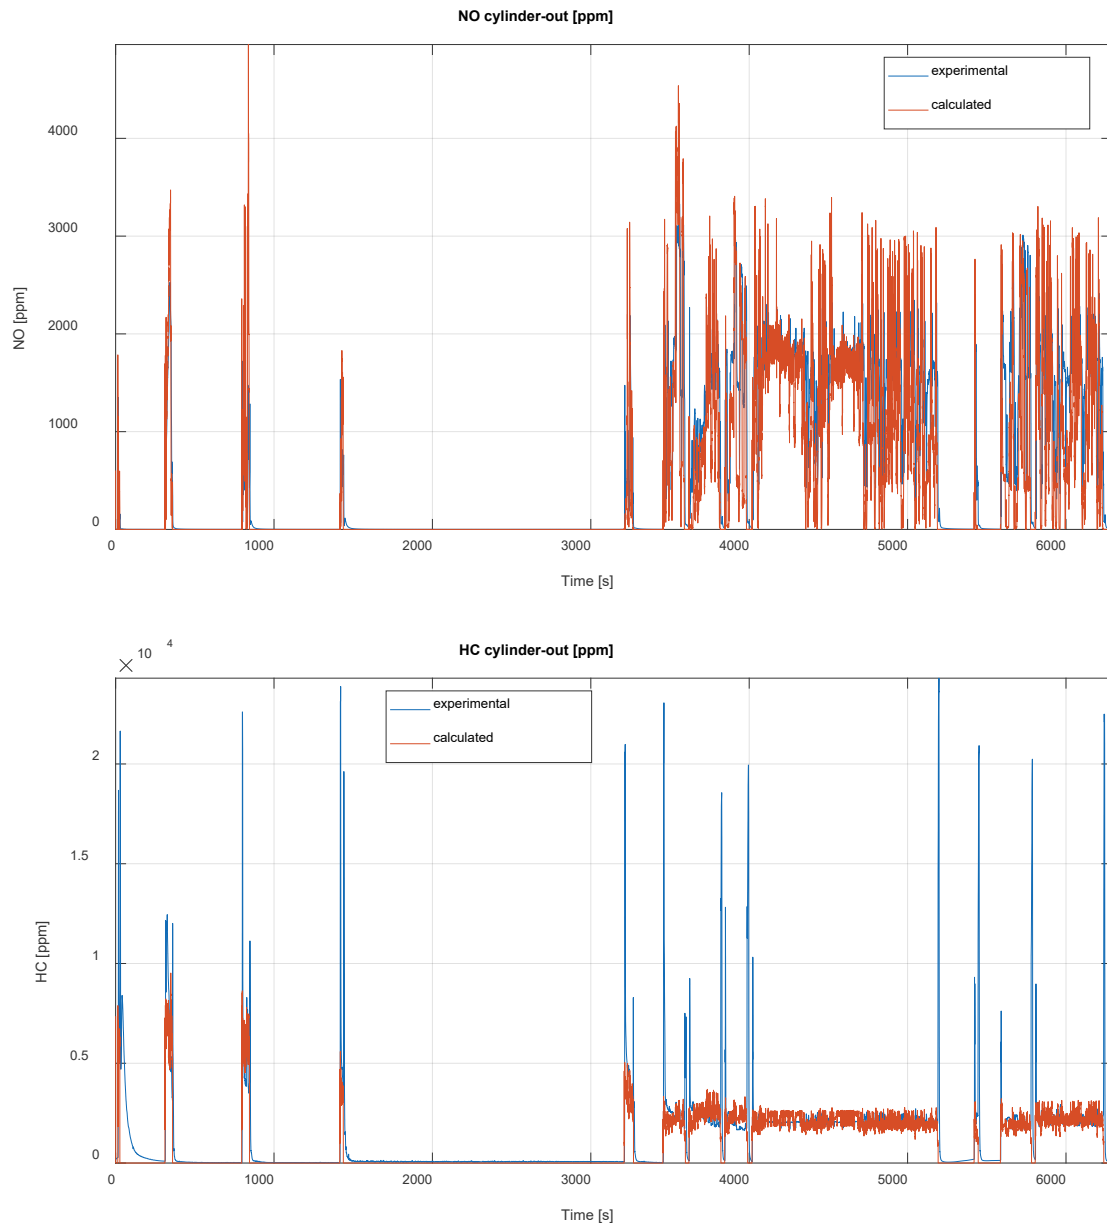 NO cylinder-out [ppm]
experimental
calculated
4000
3000
2000
1000
0
NO [ppm]
0 1000 2000 3000 4000 5000 6000
Time [s]
× 10 4
HC cylinder-out [ppm]
experimental
calculated
2
1.5
1
0.5
0
HC [ppm]
0 1000 2000 3000 4000 5000 6000
Time [s]